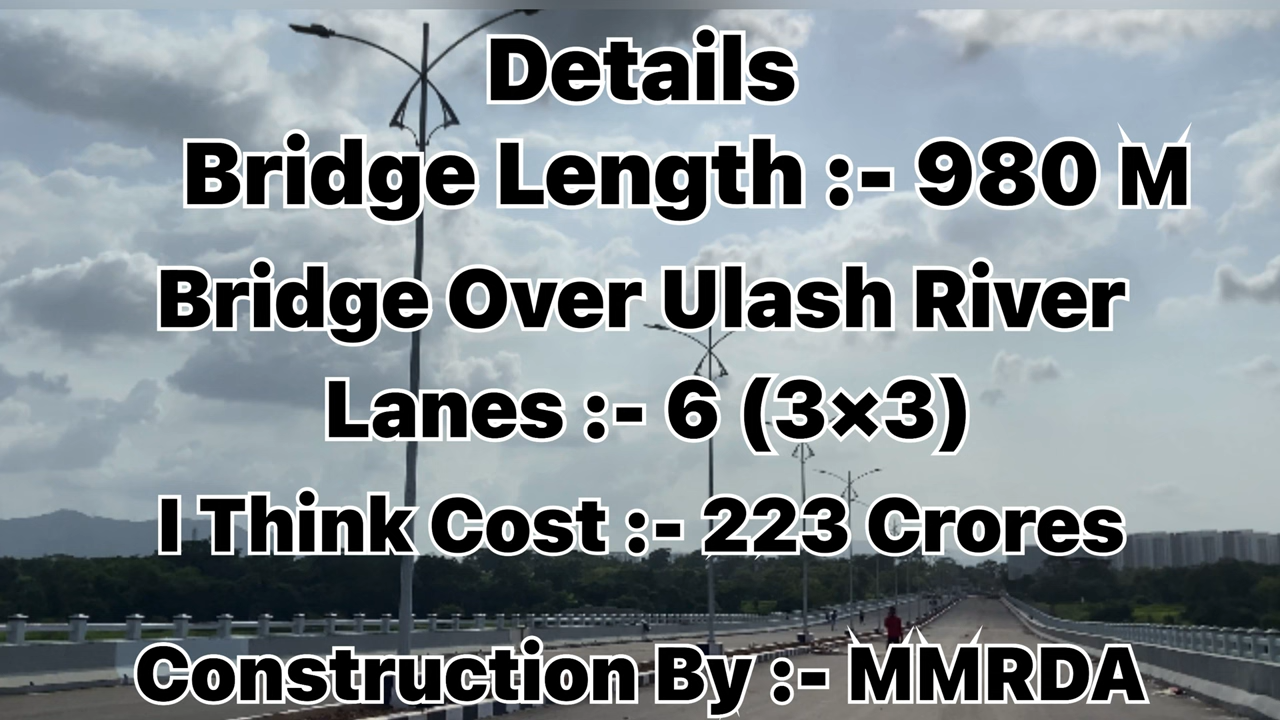 Details
Bridge Length :- 980 M
Bridge Over Ulash River
Lanes :- 6 (3×3)
I Think Cost :- 223 Crores
Construction By :- MMRDA